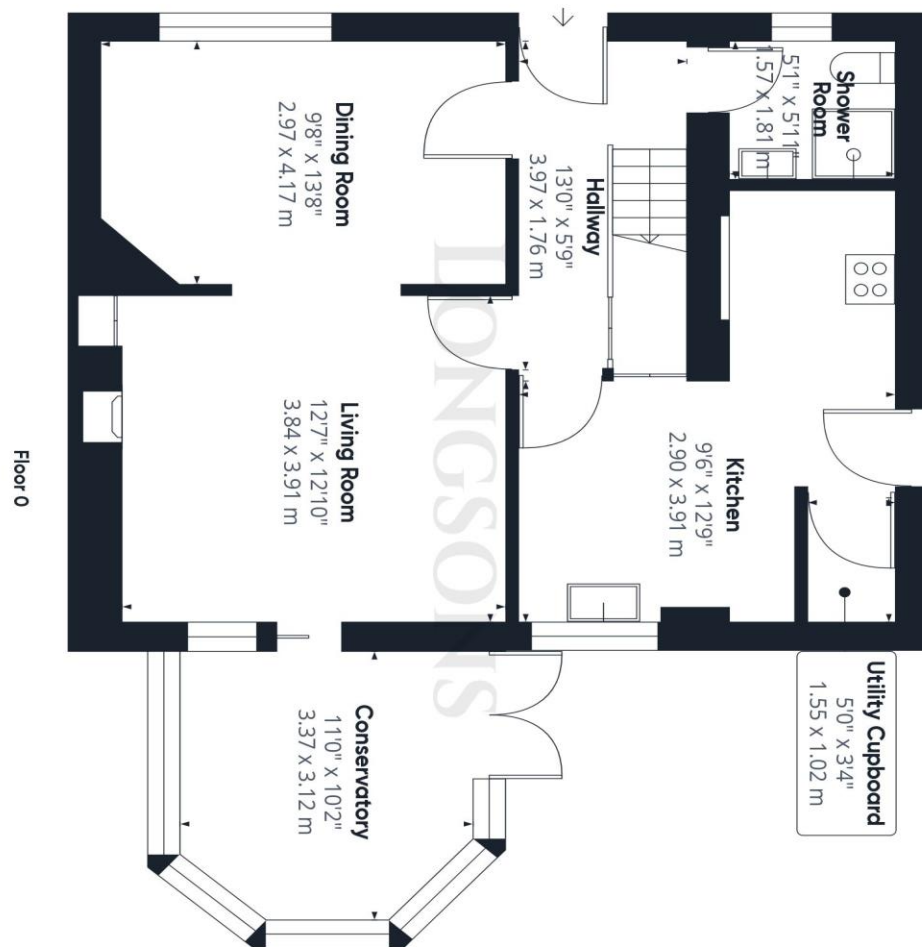 Shower
Room
5'1" x 5'11"
1.57 x 1.81 m
Utility Cupboard
5'0" x 3'4"
1.55 x 1.02 m
Kitchen
9'6" x 12'9"
2.90 x 3.91 m
Hallway
13'0" x 5'9"
3.97 x 1.76 m
LONGSONS
Dining Room
9'8" x 13'8"
2.97 x 4.17 m
Living Room
12'7" x 12'10"
3.84 x 3.91 m
Conservatory
11'0" x 10'2"
3.37 x 3.12 m
Floor 0